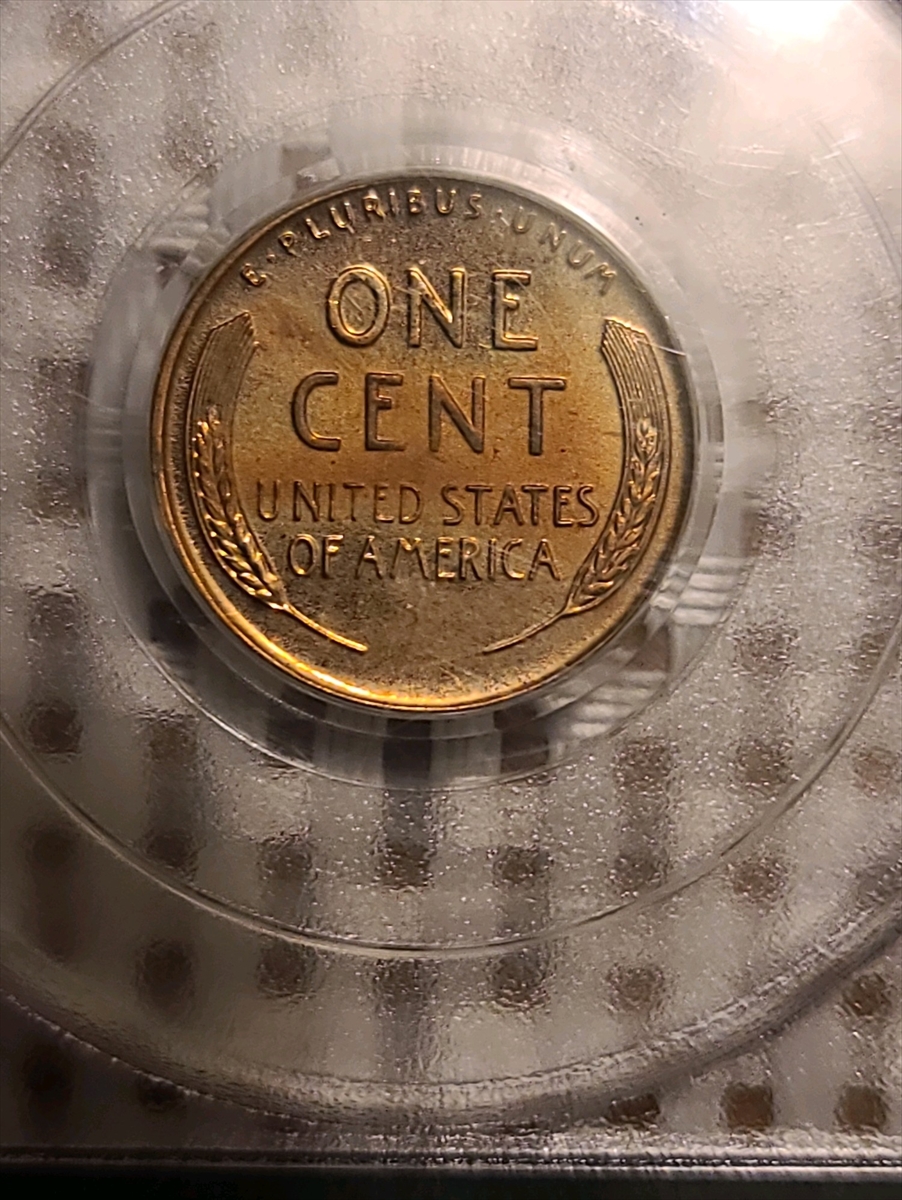 E · PLURIBUS · UNUM
ONE
CENT
UNITED STATES
OF AMERICA